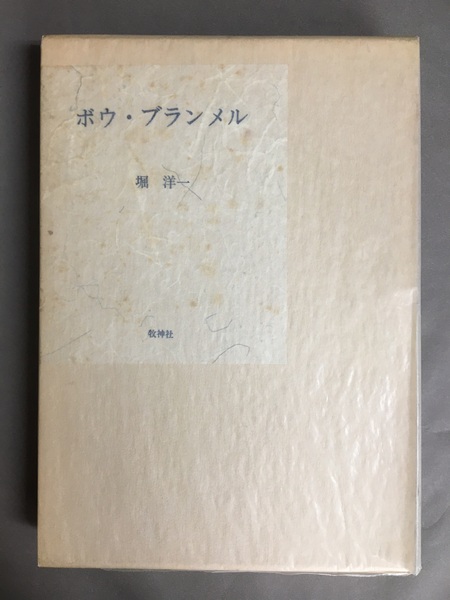 ボウ・ブランメル
堀 洋一
牧神社